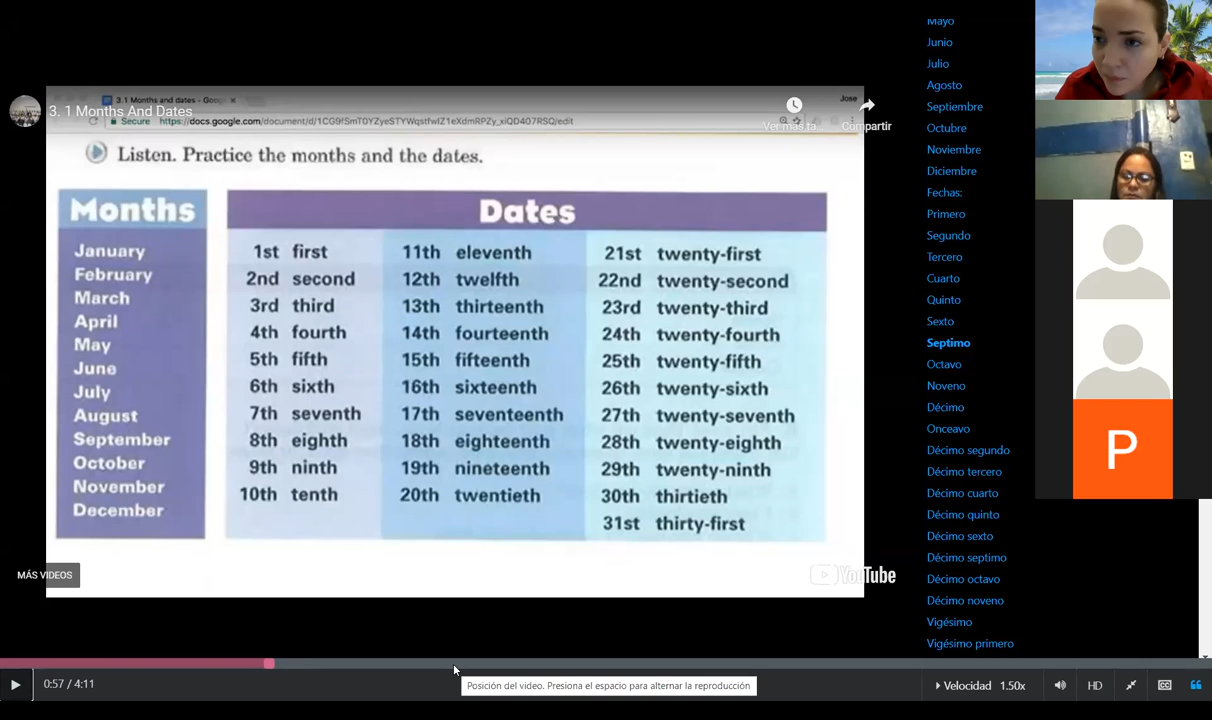 3. 1 Months and dates - Goog
Jose
3. 1 Months And Dates
Secure https://docs.google.com/document/d/1CG9fSmT0YZyeSTYWqstfwIZ1eXdmRPZy_xiQD407RSQ/edit
Ver más ta...
Compartir
Listen. Practice the months and the dates.
Months
January
February
March
April
May
June
July
August
September
October
November
December
Dates
1st first
2nd second
3rd third
4th fourth
5th fifth
6th sixth
7th seventh
8th eighth
9th ninth
10th tenth
11th eleventh
12th twelfth
13th thirteenth
14th fourteenth
15th fifteenth
16th sixteenth
17th seventeenth
18th eighteenth
19th nineteenth
20th twentieth
21st twenty-first
22nd twenty-second
23rd twenty-third
24th twenty-fourth
25th twenty-fifth
26th twenty-sixth
27th twenty-seventh
28th twenty-eighth
29th twenty-ninth
30th thirtieth
31st thirty-first
MÁS VIDEOS
YouTube
0:57 / 4:11
Posición del video. Presiona el espacio para alternar la reproducción
Velocidad 1.50x
HD
CC
Mayo
Junio
Julio
Agosto
Septiembre
Octubre
Noviembre
Diciembre
Fechas:
Primero
Segundo
Tercero
Cuarto
Quinto
Sexto
Septimo
Octavo
Noveno
Décimo
Onceavo
Décimo segundo
Décimo tercero
Décimo cuarto
Décimo quinto
Décimo sexto
Décimo septimo
Décimo octavo
Décimo noveno
Vigésimo
Vigésimo primero
P